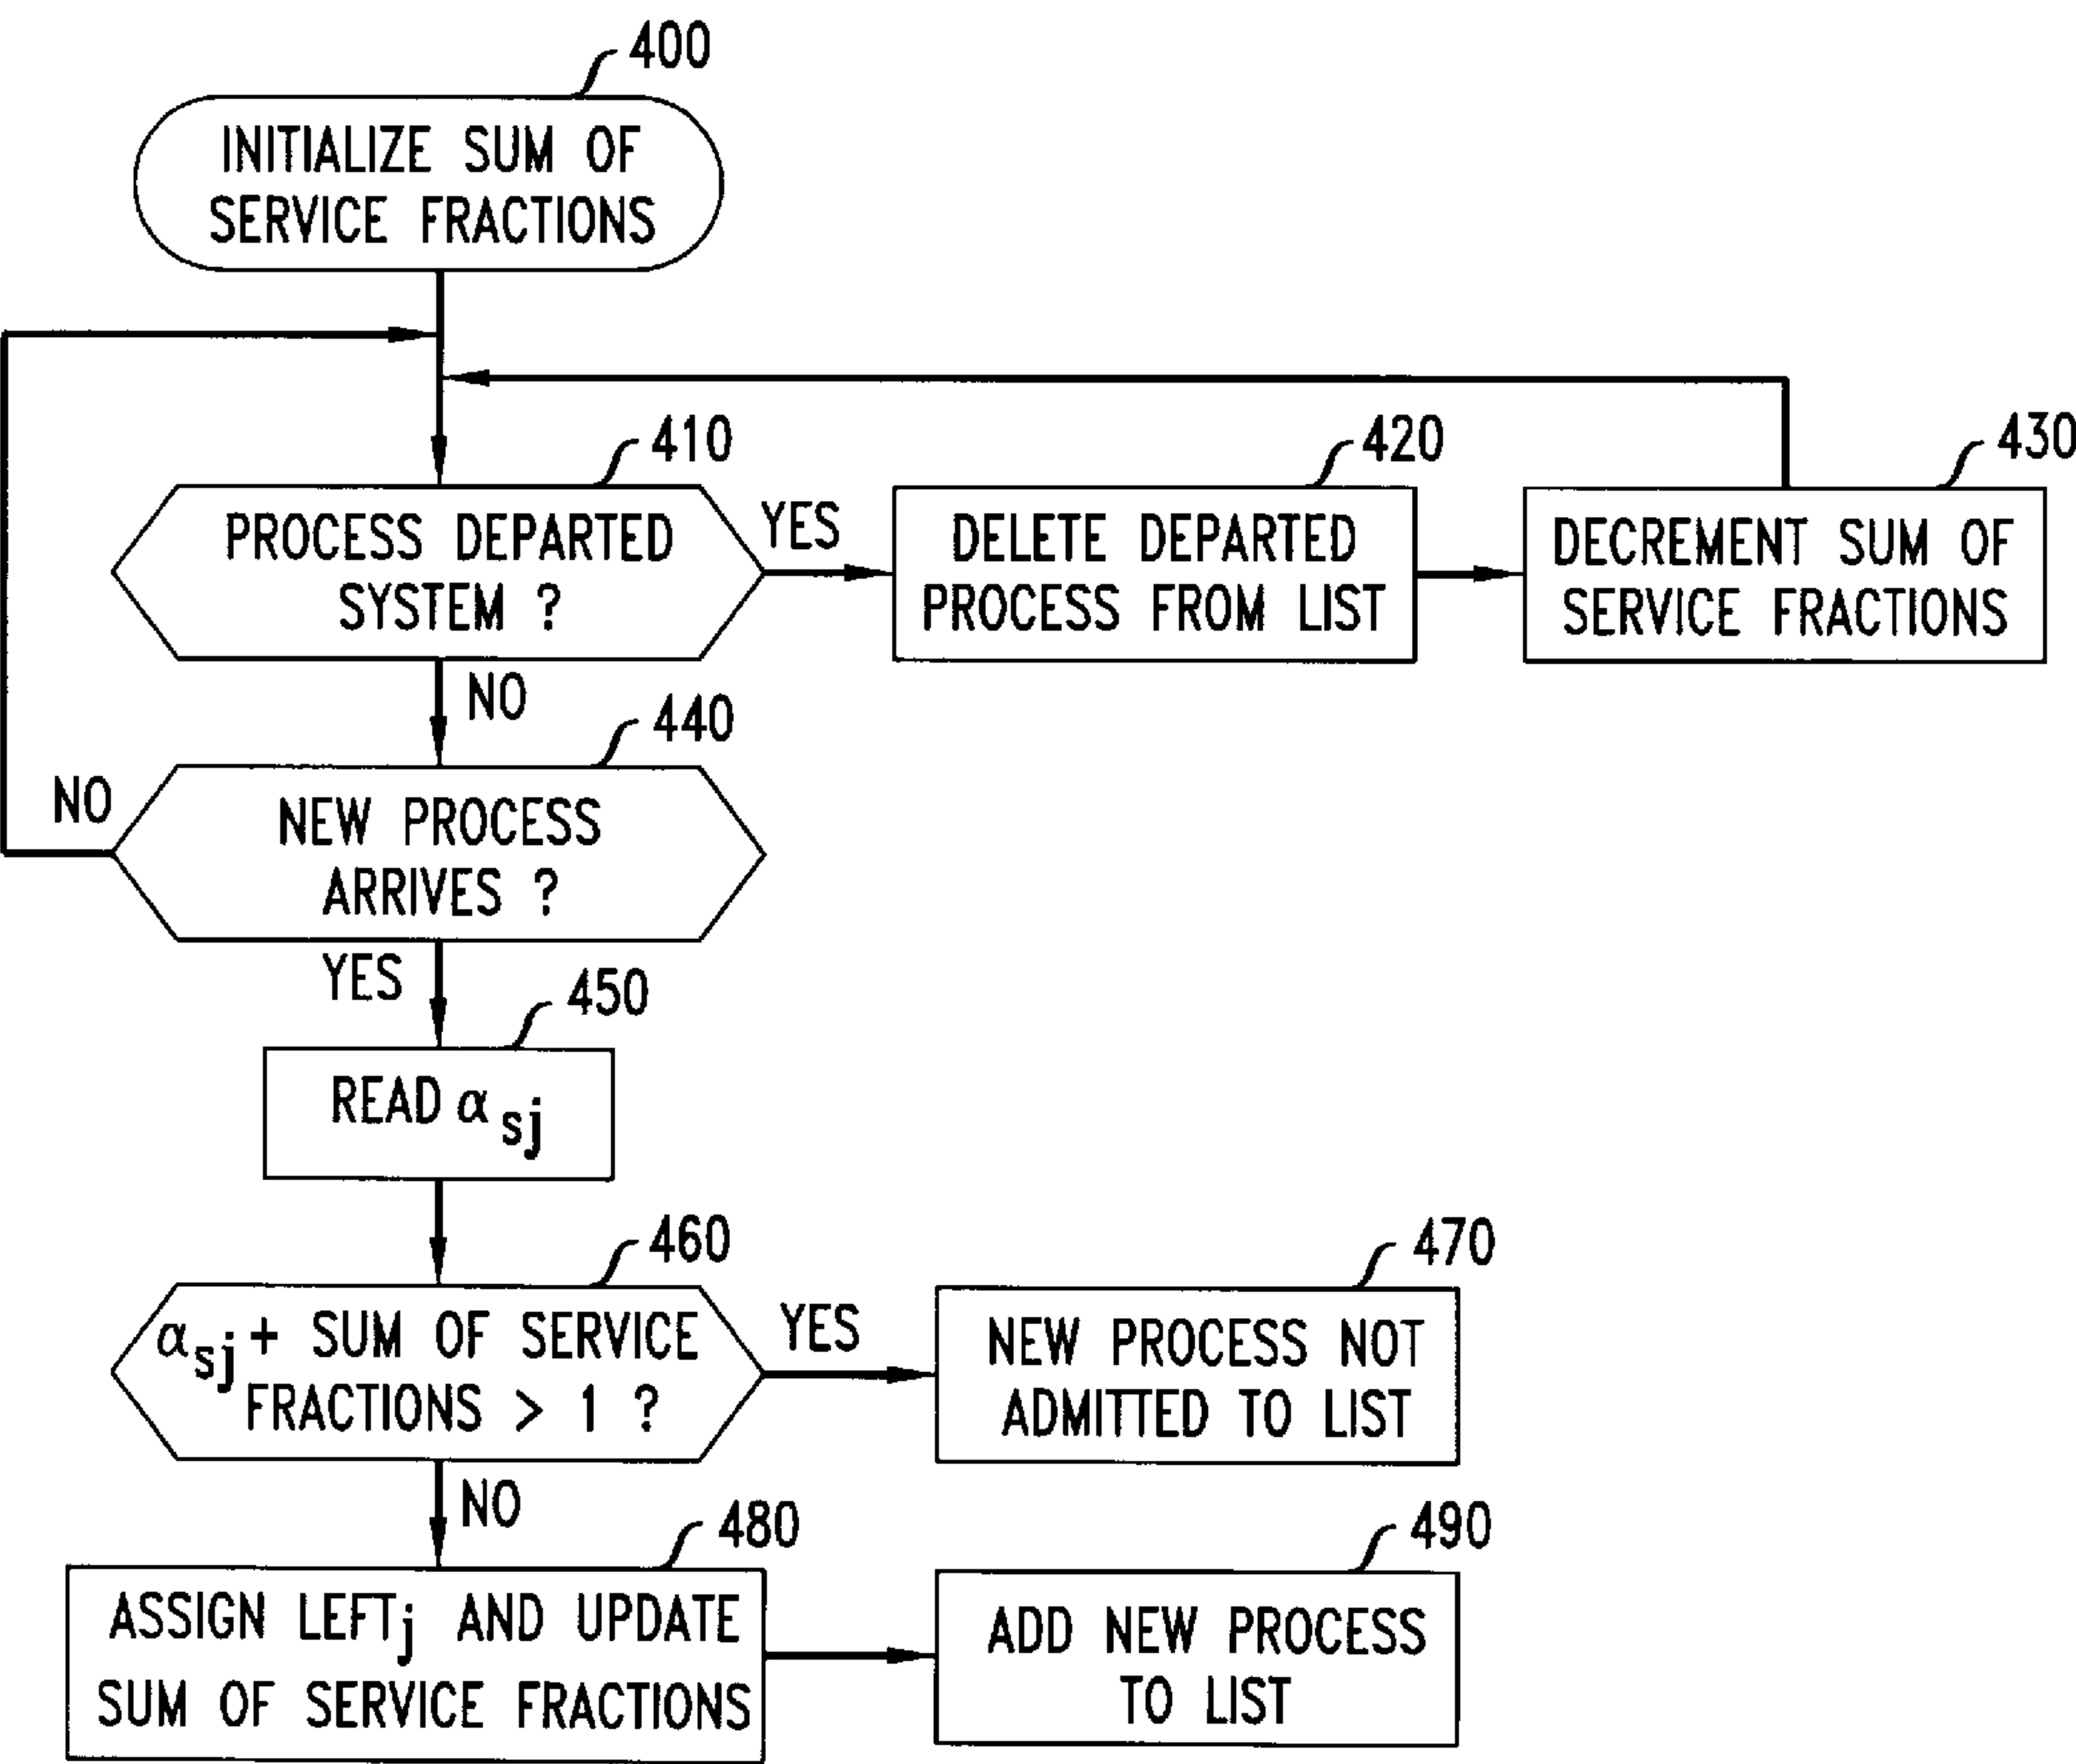 400
INITIALIZE SUM OF
SERVICE FRACTIONS
410
PROCESS DEPARTED
SYSTEM ?
YES
420
DELETE DEPARTED
PROCESS FROM LIST
430
DECREMENT SUM OF
SERVICE FRACTIONS
NO
440
NEW PROCESS
ARRIVES ?
NO
YES
450
READ α sj
460
α sj + SUM OF SERVICE
FRACTIONS > 1 ?
YES
470
NEW PROCESS NOT
ADMITTED TO LIST
NO
480
ASSIGN LEFTj AND UPDATE
SUM OF SERVICE FRACTIONS
490
ADD NEW PROCESS
TO LIST